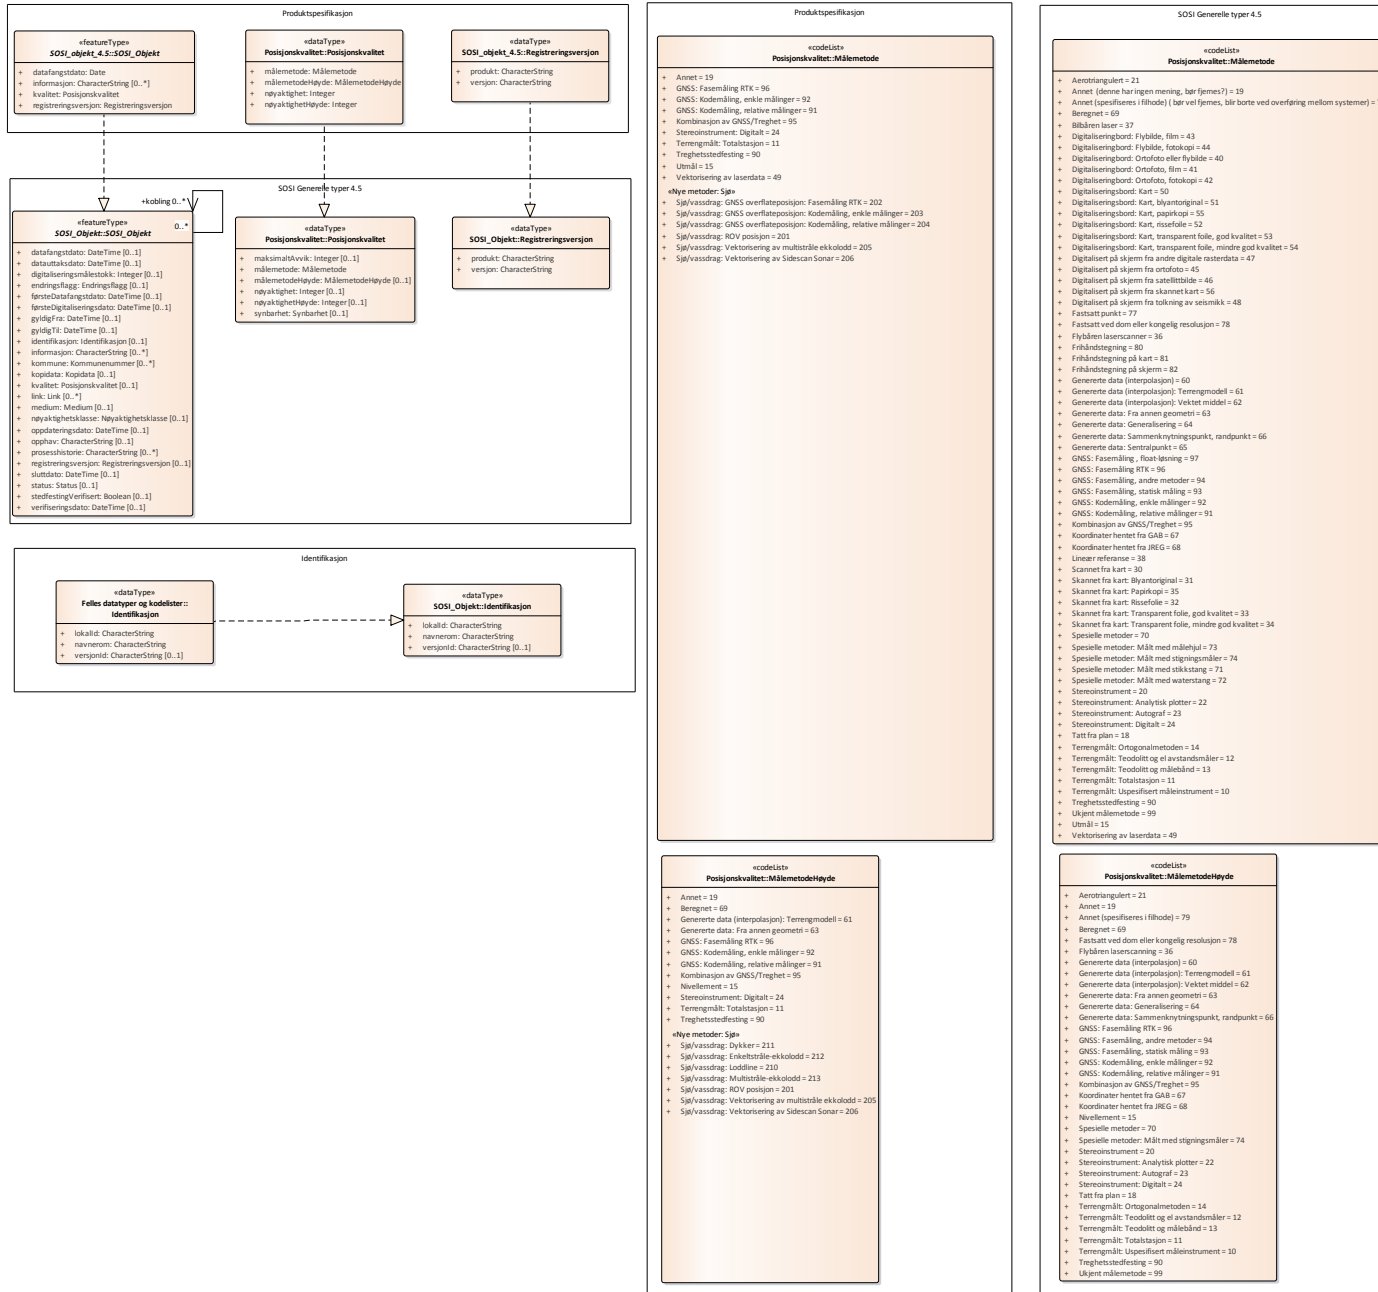 Produktspesifikasjon
«featureType»
SOSI_objekt_4.5::SOSI_Objekt
+ datafangstdato: Date
+ informasjon: CharacterString [0..*]
+ kvalitet: Posisjonskvalitet
+ registreringsversjon: Registreringsversjon
«dataType»
Posisjonskvalitet::Posisjonskvalitet
+ målemetode: Målemetode
+ målemetodeHøyde: MålemetodeHøyde
+ nøyaktighet: Integer
+ nøyaktighetHøyde: Integer
«dataType»
SOSI_objekt_4.5::Registreringsversjon
+ produkt: CharacterString
+ versjon: CharacterString
SOSI Generelle typer 4.5
+kobling 0..*
0..*
«featureType»
SOSI_Objekt::SOSI_Objekt
+ datafangstdato: DateTime [0..1]
+ datauttaksdato: DateTime [0..1]
+ digitaliseringsmålestokk: Integer [0..1]
+ endringsflagg: Endringsflagg [0..1]
+ førsteDatafangstdato: DateTime [0..1]
+ førsteDigitaliseringsdato: DateTime [0..1]
+ gyldigFra: DateTime [0..1]
+ gyldigTil: DateTime [0..1]
+ identifikasjon: Identifikasjon [0..1]
+ informasjon: CharacterString [0..*]
+ kommune: Kommunenummer [0..*]
+ kopidata: Kopidata [0..1]
+ kvalitet: Posisjonskvalitet [0..1]
+ link: Link [0..*]
+ medium: Medium [0..1]
+ nøyaktighetsklasse: Nøyaktighetsklasse [0..1]
+ oppdateringsdato: DateTime [0..1]
+ opphav: CharacterString [0..1]
+ prosesshistorie: CharacterString [0..*]
+ registreringsversjon: Registreringsversjon [0..1]
+ sluttdato: DateTime [0..1]
+ status: Status [0..1]
+ stedfestingVerifisert: Boolean [0..1]
+ verifiseringsdato: DateTime [0..1]
«dataType»
Posisjonskvalitet::Posisjonskvalitet
+ maksimaltAvvik: Integer [0..1]
+ målemetode: Målemetode
+ målemetodeHøyde: MålemetodeHøyde [0..1]
+ nøyaktighet: Integer [0..1]
+ nøyaktighetHøyde: Integer [0..1]
+ synbarhet: Synbarhet [0..1]
«dataType»
SOSI_Objekt::Registreringsversjon
+ produkt: CharacterString
+ versjon: CharacterString
Identifikasjon
«dataType»
Felles datatyper og kodelister::
Identifikasjon
+ lokalId: CharacterString
+ navnerom: CharacterString
+ versjonId: CharacterString [0..1]
«dataType»
SOSI_Objekt::Identifikasjon
+ lokalId: CharacterString
+ navnerom: CharacterString
+ versjonId: CharacterString [0..1]
Produktspesifikasjon
«codeList»
Posisjonskvalitet::Målemetode
+ Annet = 19
+ GNSS: Fasemåling RTK = 96
+ GNSS: Kodemåling, enkle målinger = 92
+ GNSS: Kodemåling, relative målinger = 91
+ Kombinasjon av GNSS/Treghet = 95
+ Stereoinstrument: Digitalt = 24
+ Terrengmålt: Totalstasjon = 11
+ Treghetsstedfesting = 90
+ Utmål = 15
+ Vektorisering av laserdata = 49
«Nye metoder: Sjø»
+ Sjø/vassdrag: GNSS overflateposisjon: Fasemåling RTK = 202
+ Sjø/vassdrag: GNSS overflateposisjon: Kodemåling, enkle målinger = 203
+ Sjø/vassdrag: GNSS overflateposisjon: Kodemåling, relative målinger = 204
+ Sjø/vassdrag: ROV posisjon = 201
+ Sjø/vassdrag: Vektorisering av multistråle ekkolodd = 205
+ Sjø/vassdrag: Vektorisering av Sidescan Sonar = 206
«codeList»
Posisjonskvalitet::MålemetodeHøyde
+ Annet = 19
+ Beregnet = 69
+ Genererte data (interpolasjon): Terrengmodell = 61
+ Genererte data: Fra annen geometri = 63
+ GNSS: Fasemåling RTK = 96
+ GNSS: Kodemåling, enkle målinger = 92
+ GNSS: Kodemåling, relative målinger = 91
+ Kombinasjon av GNSS/Treghet = 95
+ Nivellement = 15
+ Stereoinstrument: Digitalt = 24
+ Terrengmålt: Totalstasjon = 11
+ Treghetsstedfesting = 90
«Nye metoder: Sjø»
+ Sjø/vassdrag: Dykker = 211
+ Sjø/vassdrag: Enkeltstråle-ekkolodd = 212
+ Sjø/vassdrag: Loddline = 210
+ Sjø/vassdrag: Multistråle-ekkolodd = 213
+ Sjø/vassdrag: ROV posisjon = 201
+ Sjø/vassdrag: Vektorisering av multistråle ekkolodd = 205
+ Sjø/vassdrag: Vektorisering av Sidescan Sonar = 206
SOSI Generelle typer 4.5
«codeList»
Posisjonskvalitet::Målemetode
+ Aerotriangulert = 21
+ Annet (denne har ingen mening, bør fjernes?) = 19
+ Annet (spesifiseres i filhode) ( bør vel fjernes, blir borte ved overføring mellom systemer) =
+ Beregnet = 69
+ Bilbåren laser = 37
+ Digitaliseringbord: Flybilde, film = 43
+ Digitaliseringbord: Flybilde, fotokopi = 44
+ Digitaliseringbord: Ortofoto eller flybilde = 40
+ Digitaliseringbord: Ortofoto, film = 41
+ Digitaliseringbord: Ortofoto, fotokopi = 42
+ Digitaliseringsbord: Kart = 50
+ Digitaliseringsbord: Kart, blyantoriginal = 51
+ Digitaliseringsbord: Kart, papirkopi = 55
+ Digitaliseringsbord: Kart, rissefoile = 52
+ Digitaliseringsbord: Kart, transparent foile, god kvalitet = 53
+ Digitaliseringsbord: Kart, transparent foile, mindre god kvalitet = 54
+ Digitalisert på skjerm fra andre digitale rasterdata = 47
+ Digitalisert på skjerm fra ortofoto = 45
+ Digitalisert på skjerm fra satellittbilde = 46
+ Digitalisert på skjerm fra skannet kart = 56
+ Digitalisert på skjerm fra tolkning av seismikk = 48
+ Fastsatt punkt = 77
+ Fastsatt ved dom eller kongelig resolusjon = 78
+ Flybåren laserscanner = 36
+ Frihåndstegning = 80
+ Frihåndstegning på kart = 81
+ Frihåndstegning på skjerm = 82
+ Genererte data (interpolasjon) = 60
+ Genererte data (interpolasjon): Terrengmodell = 61
+ Genererte data (interpolasjon): Vektet middel = 62
+ Genererte data: Fra annen geometri = 63
+ Genererte data: Generalisering = 64
+ Genererte data: Sammenknytningspunkt, randpunkt = 66
+ Genererte data: Sentralpunkt = 65
+ GNSS: Fasemåling , float-løsning = 97
+ GNSS: Fasemåling RTK = 96
+ GNSS: Fasemåling, andre metoder = 94
+ GNSS: Fasemåling, statisk måling = 93
+ GNSS: Kodemåling, enkle målinger = 92
+ GNSS: Kodemåling, relative målinger = 91
+ Kombinasjon av GNSS/Treghet = 95
+ Koordinater hentet fra GAB = 67
+ Koordinater hentet fra JREG = 68
+ Lineær referanse = 38
+ Scannet fra kart = 30
+ Skannet fra kart: Blyantoriginal = 31
+ Skannet fra kart: Papirkopi = 35
+ Skannet fra kart: Rissefolie = 32
+ Skannet fra kart: Transparent folie, god kvalitet = 33
+ Skannet fra kart: Transparent folie, mindre god kvalitet = 34
+ Spesielle metoder = 70
+ Spesielle metoder: Målt med målehjul = 73
+ Spesielle metoder: Målt med stigningsmåler = 74
+ Spesielle metoder: Målt med stikkstang = 71
+ Spesielle metoder: Målt med waterstang = 72
+ Stereoinstrument = 20
+ Stereoinstrument: Analytisk plotter = 22
+ Stereoinstrument: Autograf = 23
+ Stereoinstrument: Digitalt = 24
+ Tatt fra plan = 18
+ Terrengmålt: Ortogonalmetoden = 14
+ Terrengmålt: Teodolitt og el avstandsmåler = 12
+ Terrengmålt: Teodolitt og målebånd = 13
+ Terrengmålt: Totalstasjon = 11
+ Terrengmålt: Uspesifisert måleinstrument = 10
+ Treghetsstedfesting = 90
+ Ukjent målemetode = 99
+ Utmål = 15
+ Vektorisering av laserdata = 49
«codeList»
Posisjonskvalitet::MålemetodeHøyde
+ Aerotriangulert = 21
+ Annet = 19
+ Annet (spesifiseres i filhode) = 79
+ Beregnet = 69
+ Fastsatt ved dom eller kongelig resolusjon = 78
+ Flybåren laserscanning = 36
+ Genererte data (interpolasjon) = 60
+ Genererte data (interpolasjon): Terrengmodell = 61
+ Genererte data (interpolasjon): Vektet middel = 62
+ Genererte data: Fra annen geometri = 63
+ Genererte data: Generalisering = 64
+ Genererte data: Sammenknytningspunkt, randpunkt = 66
+ GNSS: Fasemåling RTK = 96
+ GNSS: Fasemåling, andre metoder = 94
+ GNSS: Fasemåling, statisk måling = 93
+ GNSS: Kodemåling, enkle målinger = 92
+ GNSS: Kodemåling, relative målinger = 91
+ Kombinasjon av GNSS/Treghet = 95
+ Koordinater hentet fra GAB = 67
+ Koordinater hentet fra JREG = 68
+ Nivellement = 15
+ Spesielle metoder = 70
+ Spesielle metoder: Målt med stigningsmåler = 74
+ Stereoinstrument = 20
+ Stereoinstrument: Analytisk plotter = 22
+ Stereoinstrument: Autograf = 23
+ Stereoinstrument: Digitalt = 24
+ Tatt fra plan = 18
+ Terrengmålt: Ortogonalmetoden = 14
+ Terrengmålt: Teodolitt og el avstandsmåler = 12
+ Terrengmålt: Teodolitt og målebånd = 13
+ Terrengmålt: Totalstasjon = 11
+ Terrengmålt: Uspesifisert måleinstrument = 10
+ Treghetsstedfesting = 90
+ Ukjent målemetode = 99